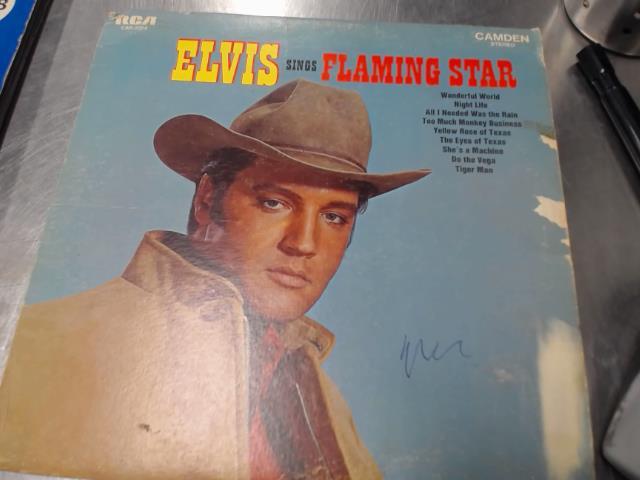 RCA
CAMDEN
STEREO
ELVIS SINGS FLAMING STAR
Wonderful World
Night Life
All I Needed Was the Rain
Too Much Monkey Business
Yellow Rose of Texas
The Eyes of Texas
She's a Machine
Do the Vega
Tiger Man